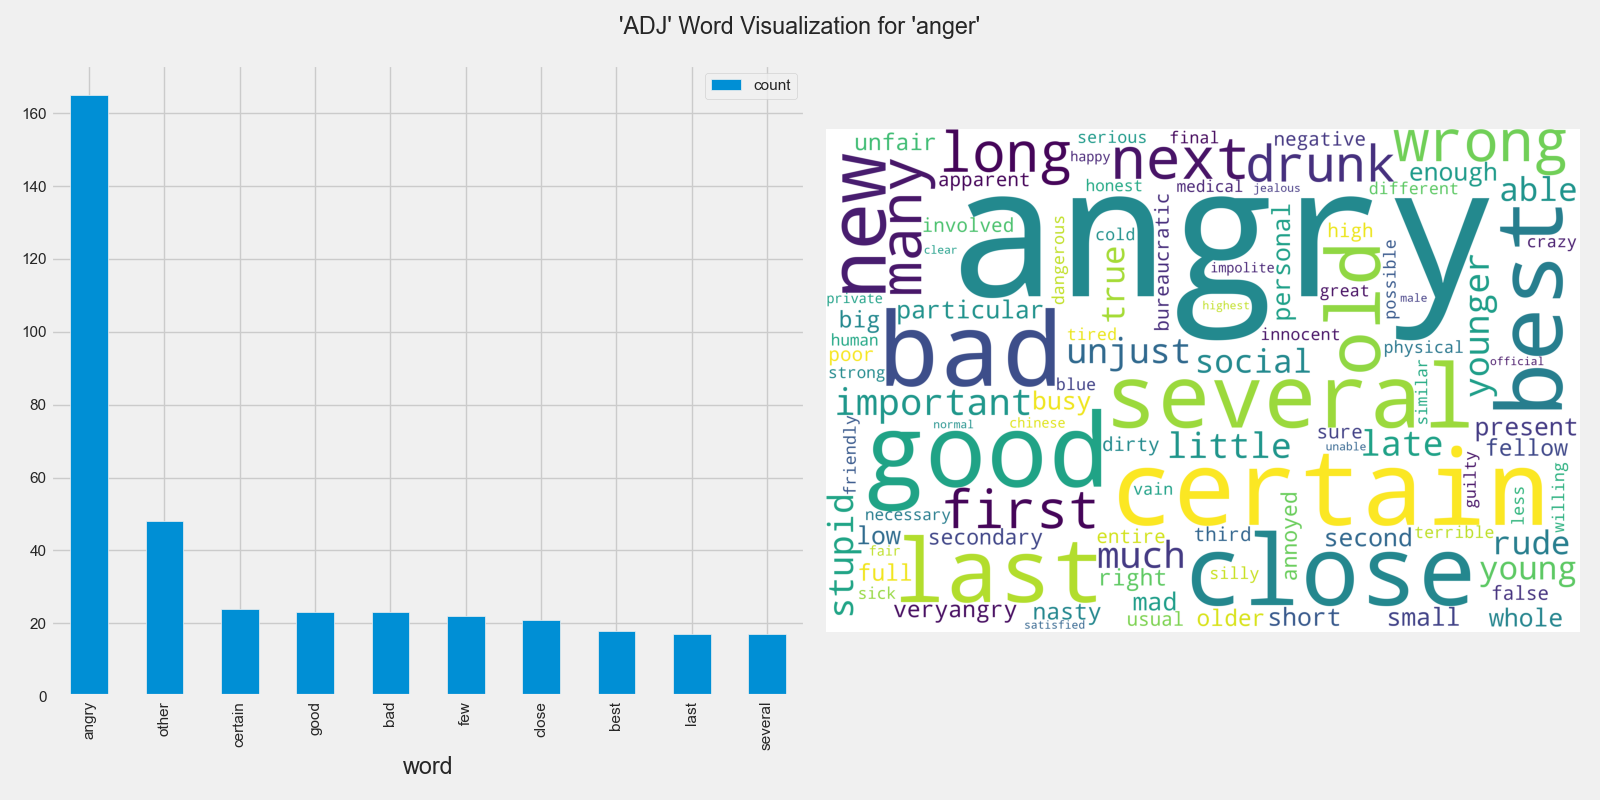 'ADJ' Word Visualization for 'anger'
count
160
140
120
100
80
60
40
20
0
angry
other
certain
good
bad
few
close
best
last
several
word
unfair
long
serious
final
negative
wrong
happy
next
drunk
enough
new
many
apparent
honest
medical
jealous
different
able
angry
involved
clear
dangerous
cold
true
bureaucratic
impolite
personal
high
old
possible
best
crazy
private
particular
highest
great
male
younger
big
human
poor
strong
bad
tired
unjust
innocent
social
physical
official
blue
important
busy
several
similar
normal
chinese
good
friendly
dirty
little
sure
unable
late
present
fellow
certain
vain
guilty
less
willing
first
stupid
necessary
low
secondary
entire
third
annoyed
second
terrible
rude
fair
full
last
much
right
silly
close
young
sick
veryangry
nasty
mad
false
satisfied
usual
older
short
small
whole